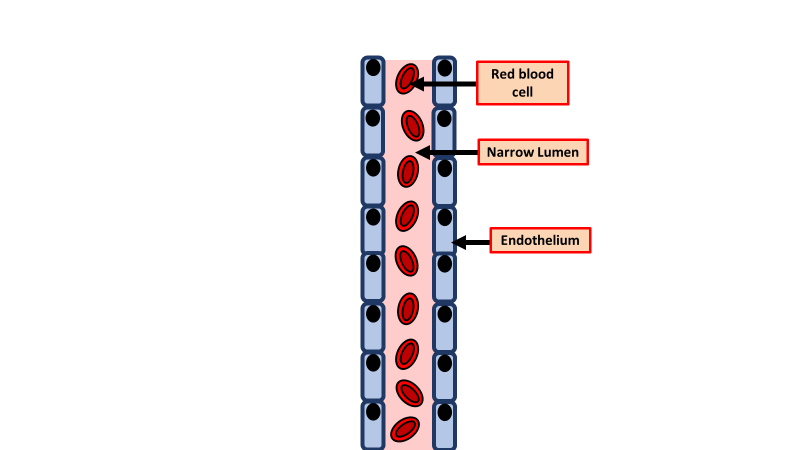 Red blood
cell
Narrow Lumen
Endothelium